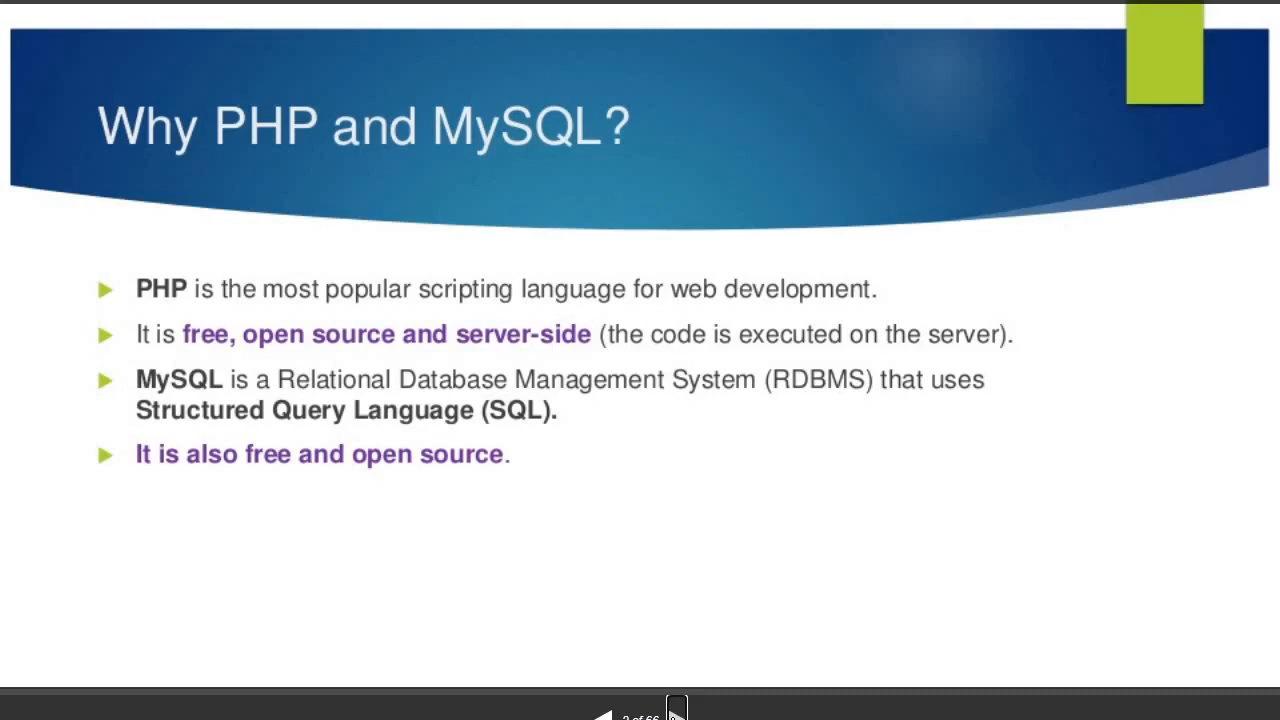 Why PHP and MySQL?
PHP is the most popular scripting language for web development.
It is free, open source and server-side (the code is executed on the server).
MySQL is a Relational Database Management System (RDBMS) that uses
Structured Query Language (SQL).
It is also free and open source.
of 66